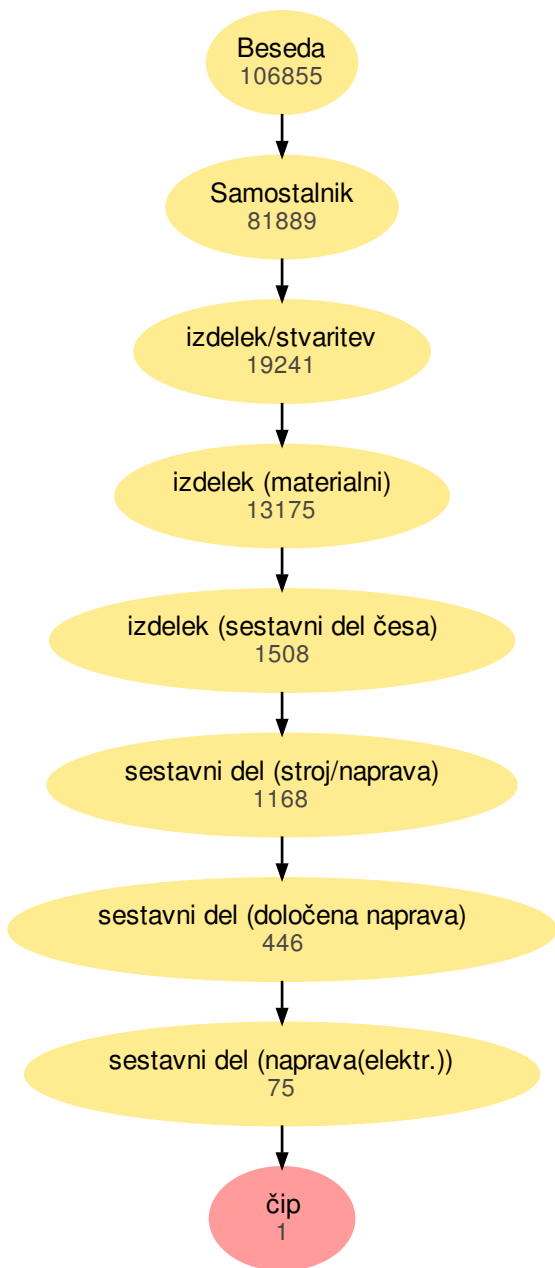 Beseda
106855
Samostalnik
81889
izdelek/stvaritev
19241
izdelek (materialni)
13175
izdelek (sestavni del česa)
1508
sestavni del (stroj/naprava)
1168
sestavni del (določena naprava)
446
sestavni del (naprava(elektr.))
75
čip
1